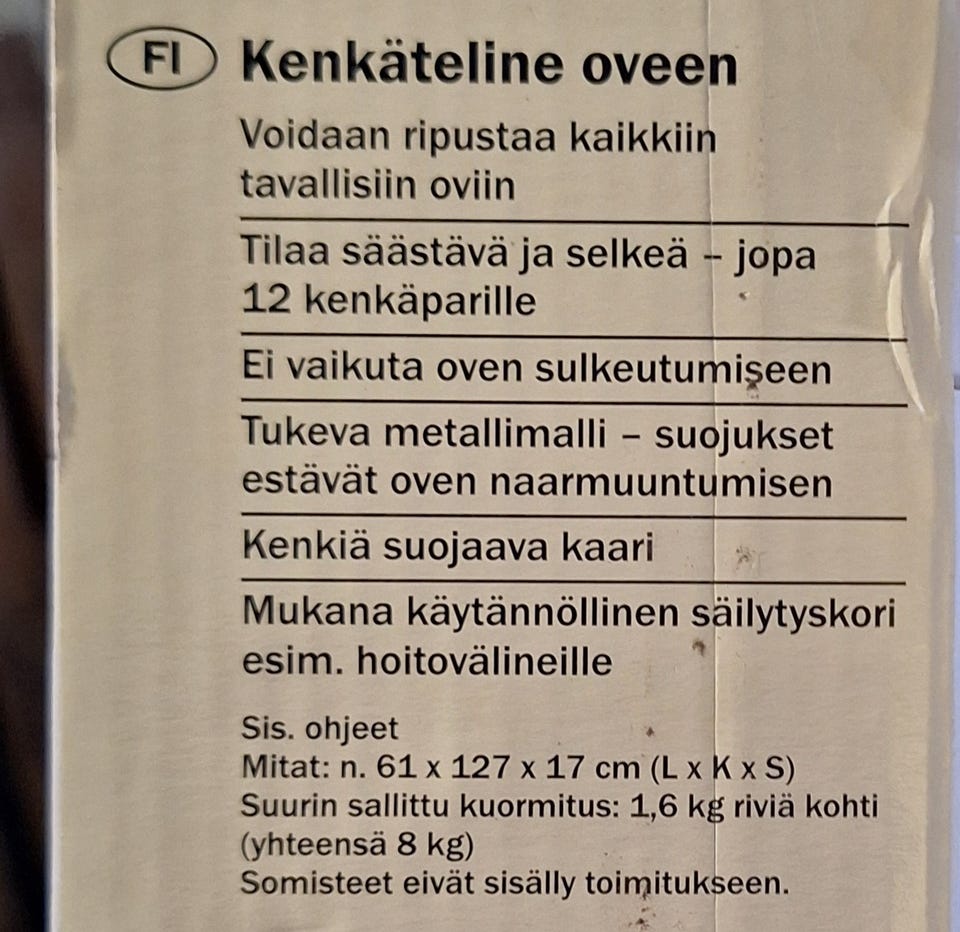 FI Kenkäteline oveen
Voidaan ripustaa kaikkiin
tavallisiin oviin
Tilaa säästävä ja selkeä – jopa
12 kenkäparille
Ei vaikuta oven sulkeutumiseen
Tukeva metallimalli – suojukset
estävät oven naarmuuntumisen
Kenkiä suojaava kaari
Mukana käytännöllinen säilytyskori
esim. hoitovälineille
Sis. ohjeet
Mitat: n. 61 x 127 x 17 cm (L x K x S)
Suurin sallittu kuormitus: 1,6 kg riviä kohti
(yhteensä 8 kg)
Somisteet eivät sisälly toimitukseen.